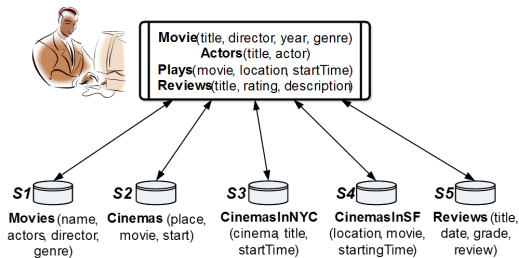 Movie(title, director, year, genre)
Actors(title, actor)
Plays(movie, location, startTime)
Reviews(title, rating, description)
S1
S2
S3
S4
S5
Movies (name,
actors, director,
genre)
Cinemas (place,
movie, start)
CinemasInNYC
(cinema, title,
startTime)
CinemasInSF
(location, movie,
startingTime)
Reviews (title,
date, grade,
review)